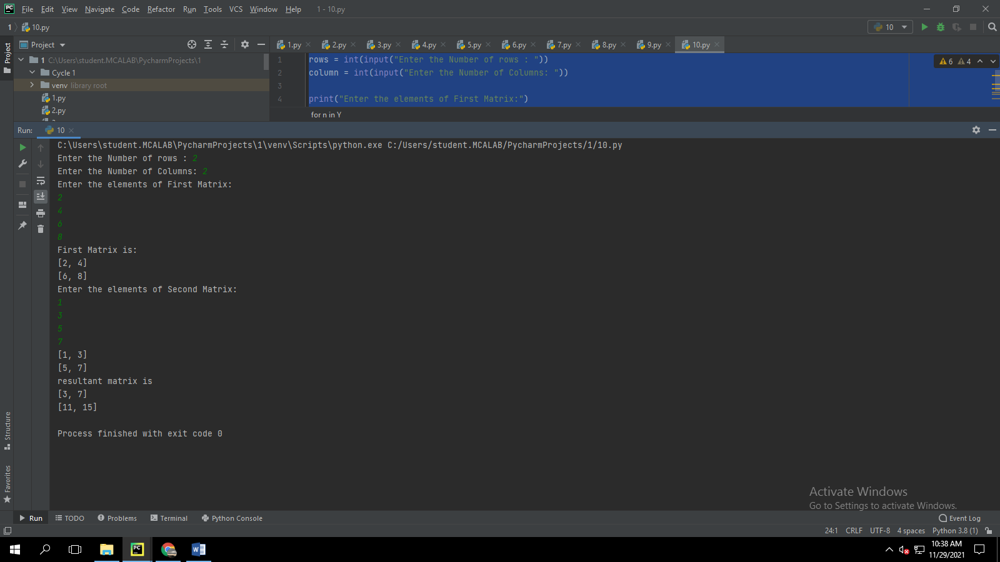 PC File Edit View Navigate Code Refactor Run Tools VCS Window Help 1 - 10.py
1 10.py 10
Project 1.py 2.py 3.py 4.py 5.py 6.py 7.py 8.py 9.py 10.py
Project
1 C:\Users\student.MCALAB\PycharmProjects\1
Cycle 1
venv library root
1.py
2.py
1 rows = int(input("Enter the Number of rows : "))
2 column = int(input("Enter the Number of Columns: "))
3
4 print("Enter the elements of First Matrix:")
6 4
for n in Y
Run: 10
C:\Users\student.MCALAB\PycharmProjects\1\venv\Scripts\python.exe C:/Users/student.MCALAB/PycharmProjects/1/10.py
Enter the Number of rows : 2
Enter the Number of Columns: 2
Enter the elements of First Matrix:
2
4
6
8
First Matrix is:
[2, 4]
[6, 8]
Enter the elements of Second Matrix:
1
3
5
7
[1, 3]
[5, 7]
resultant matrix is
[3, 7]
[11, 15]
Process finished with exit code 0
Structure
Favorites
Activate Windows
Go to Settings to activate Windows.
Run TODO Problems Terminal Python Console Event Log
24:1 CRLF UTF-8 4 spaces Python 3.8 (1)
PC
10:38 AM
11/29/2021